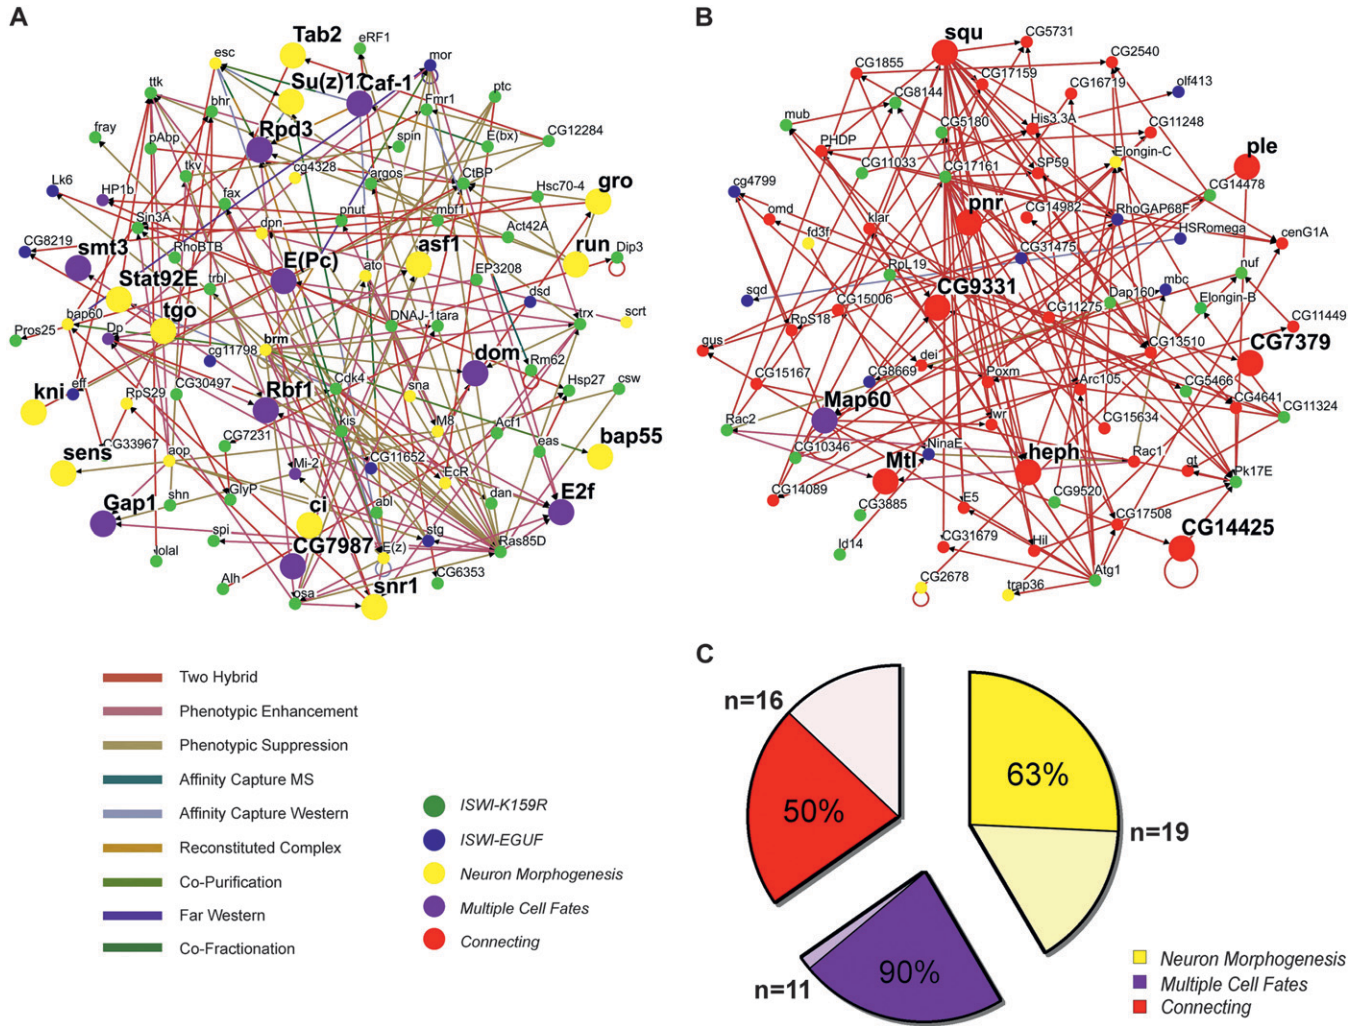 A
Tab2
eRF1
esc
mor
Su(z)12
Caf-1
ttk
bhr
Fmr1
ptc
fray
pAbp
Rpd3
spin
E(bx)
CG12284
tkv
cg4328
argos
CtBP
Lk6
HP1b
fax
Hsc70-4
gro
Sin3A
dpn
pnut
mbf1
Act42A
CG8219
smt3
RhoBTB
E(Pc)
asf1
run
Dip3
Stat92E
trbl
ato
EP3208
dsd
tgo
bap60
Dp
DNAJ-1
tara
trx
scrt
Pros25
cg11798
brm
dom
Rm62
kni
eff
CG30497
Rbf1
Cdk4
sna
Hsp27
csw
RpS29
kis
M8
Acf1
CG33967
CG7231
eas
bap55
sens
aop
Mi-2
CG11652
EcR
Gap1
shn
GlyP
ci
abl
dan
E2f
spi
CG7987
stg
Ras85D
olal
E(z)
Alh
osa
snr1
CG6353
B
squ
CG5731
CG2540
CG1855
CG17159
CG16719
olf413
CG8144
mub
PHDP
CG5180
His3.3A
CG11248
CG11033
CG17161
SP59
Elongin-C
ple
cg4799
pnr
CG14478
omd
klar
CG14982
RhoGAP68F
fd3f
CG31475
HSRomega
cenG1A
RpL19
nuf
sqd
CG9331
Dap160
mbc
CG15006
CG11275
Elongin-B
RpS18
CG11449
gus
dei
CG13510
CG7379
CG15167
CG8669
Poxm
Arc105
CG5466
CG4641
Map60
lwr
CG11324
Rac2
CG15634
CG10346
NinaE
heph
Rac1
qt
Mtl
Pk17E
CG14089
CG3885
E5
CG9520
CG17508
CG14425
Id14
CG31679
Hil
CG2678
trap36
Atg1
Two Hybrid
Phenotypic Enhancement
Phenotypic Suppression
Affinity Capture MS
Affinity Capture Western
Reconstituted Complex
Co-Purification
Far Western
Co-Fractionation
ISWI-K159R
ISWI-EGUF
Neuron Morphogenesis
Multiple Cell Fates
Connecting
C
n=16
50%
63%
n=19
90%
n=11
Neuron Morphogenesis
Multiple Cell Fates
Connecting